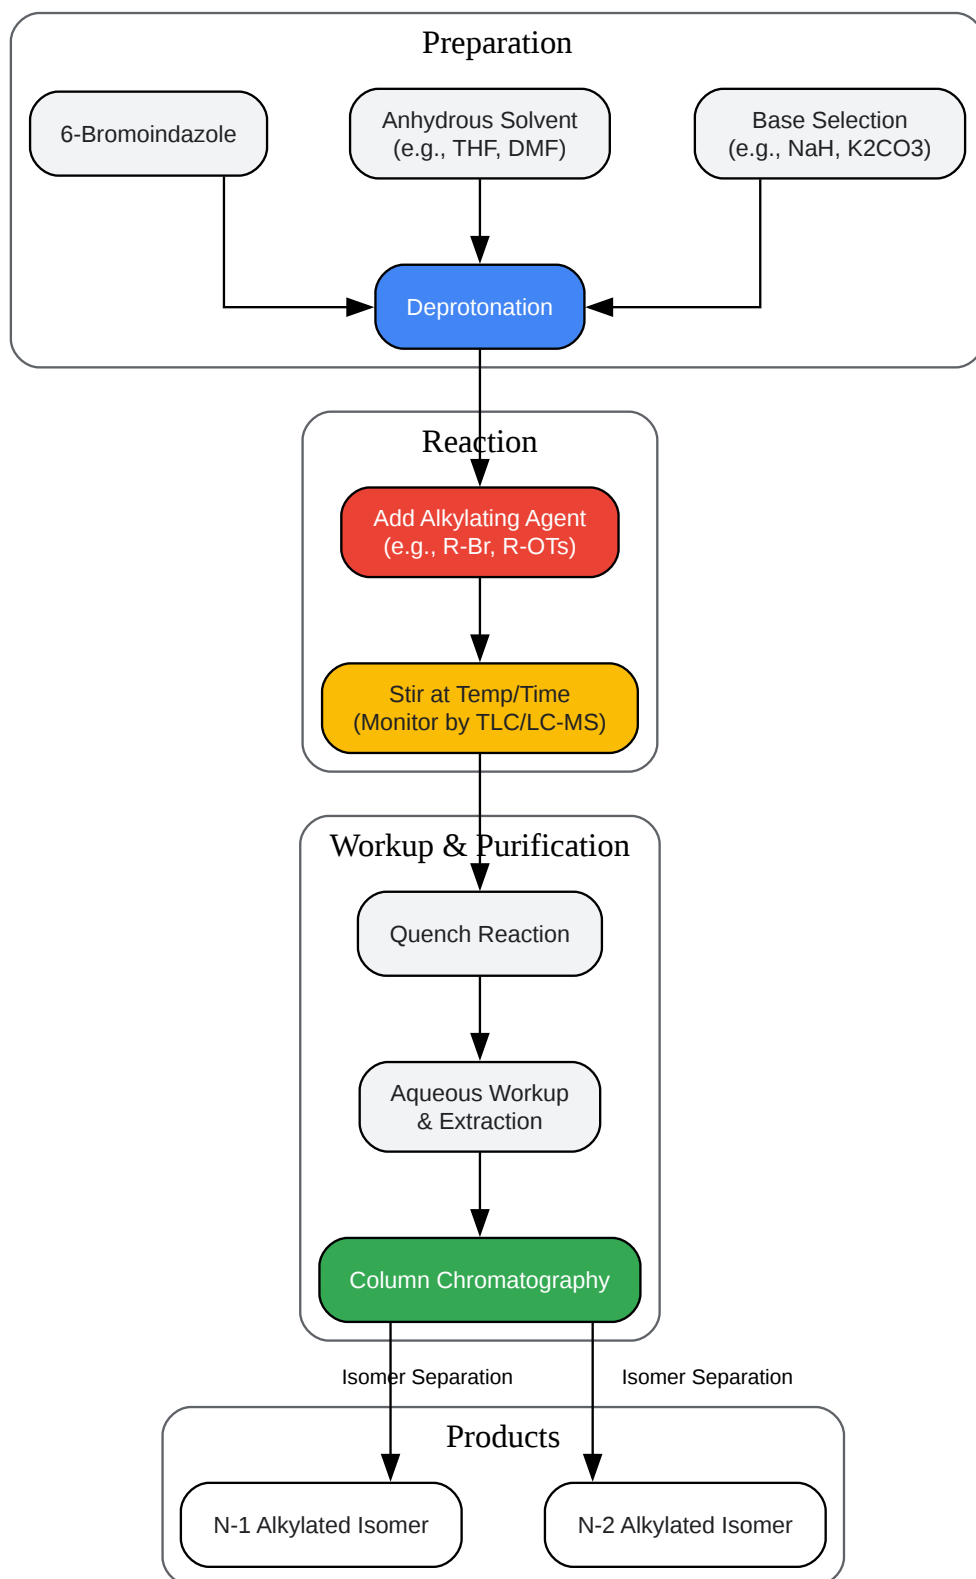 Preparation
6-Bromoindazole
Anhydrous Solvent
(e.g., THF, DMF)
Base Selection
(e.g., NaH, K2CO3)
Deprotonation
Reaction
Add Alkylating Agent
(e.g., R-Br, R-OTs)
Stir at Temp/Time
(Monitor by TLC/LC-MS)
Workup & Purification
Quench Reaction
Aqueous Workup
& Extraction
Column Chromatography
Isomer Separation
Isomer Separation
Products
N-1 Alkylated Isomer
N-2 Alkylated Isomer